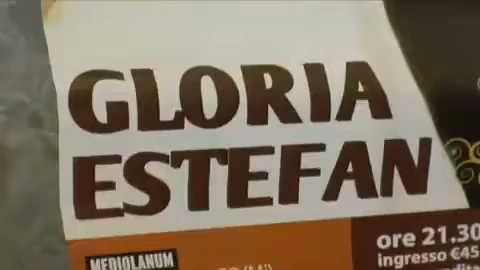 GLORIA
ESTEFAN
ore 21.30
ingresso €45
MEDIOLANUM